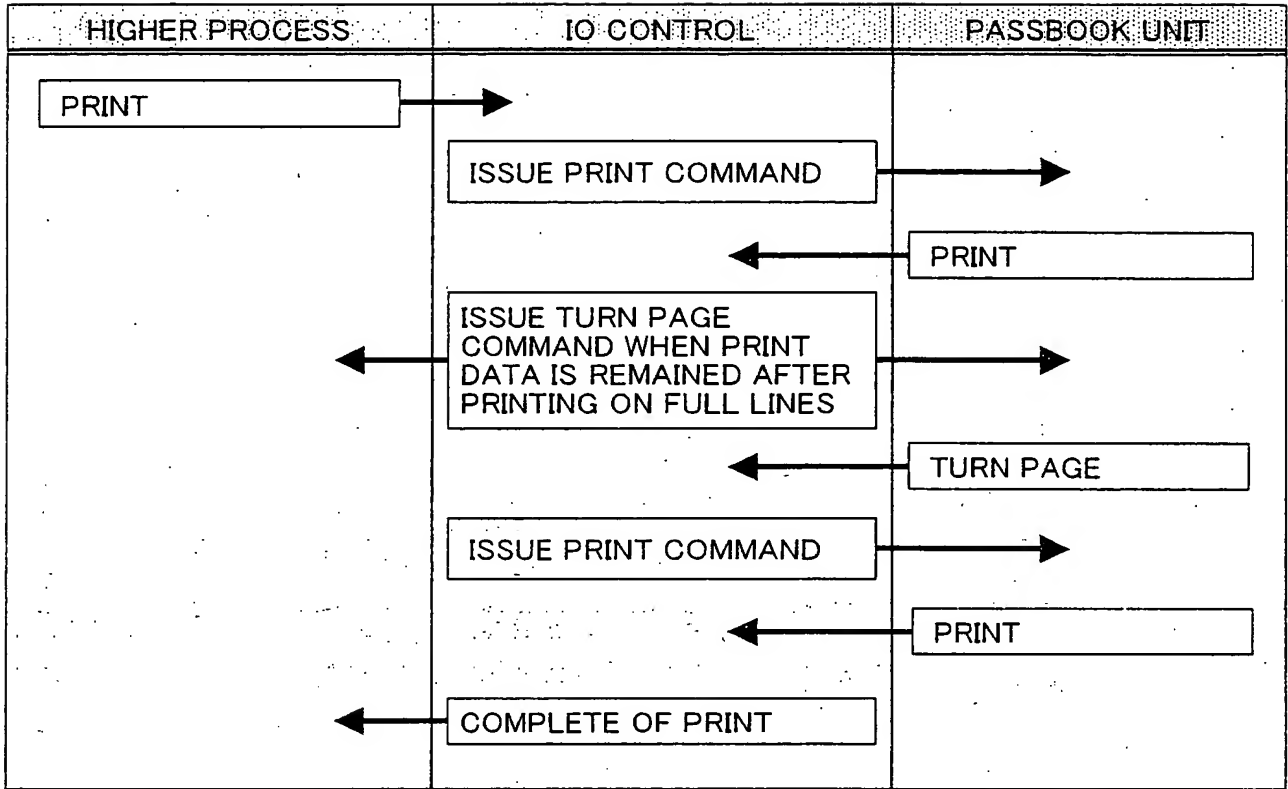 HIGHER PROCESS
IO CONTROL
PASSBOOK UNIT
PRINT
ISSUE PRINT COMMAND
PRINT
ISSUE TURN PAGE
COMMAND WHEN PRINT
DATA IS REMAINED AFTER
PRINTING ON FULL LINES
TURN PAGE
ISSUE PRINT COMMAND
PRINT
COMPLETE OF PRINT